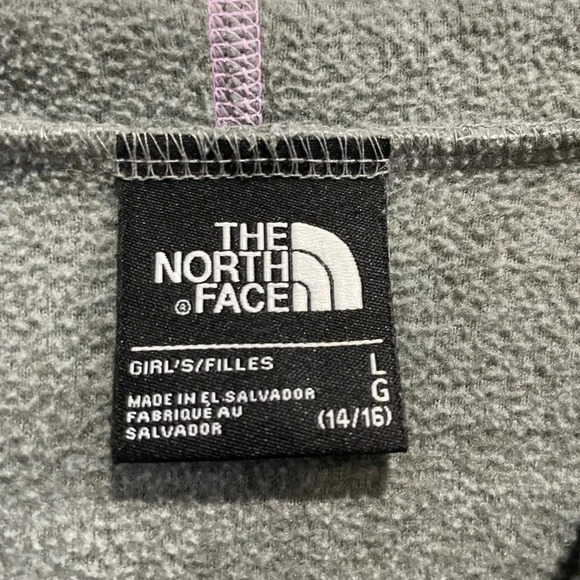 THE
NORTH
® FACE
GIRL'S/FILLES L
G
MADE IN EL SALVADOR
FABRIQUÉ AU
SALVADOR (14/16)